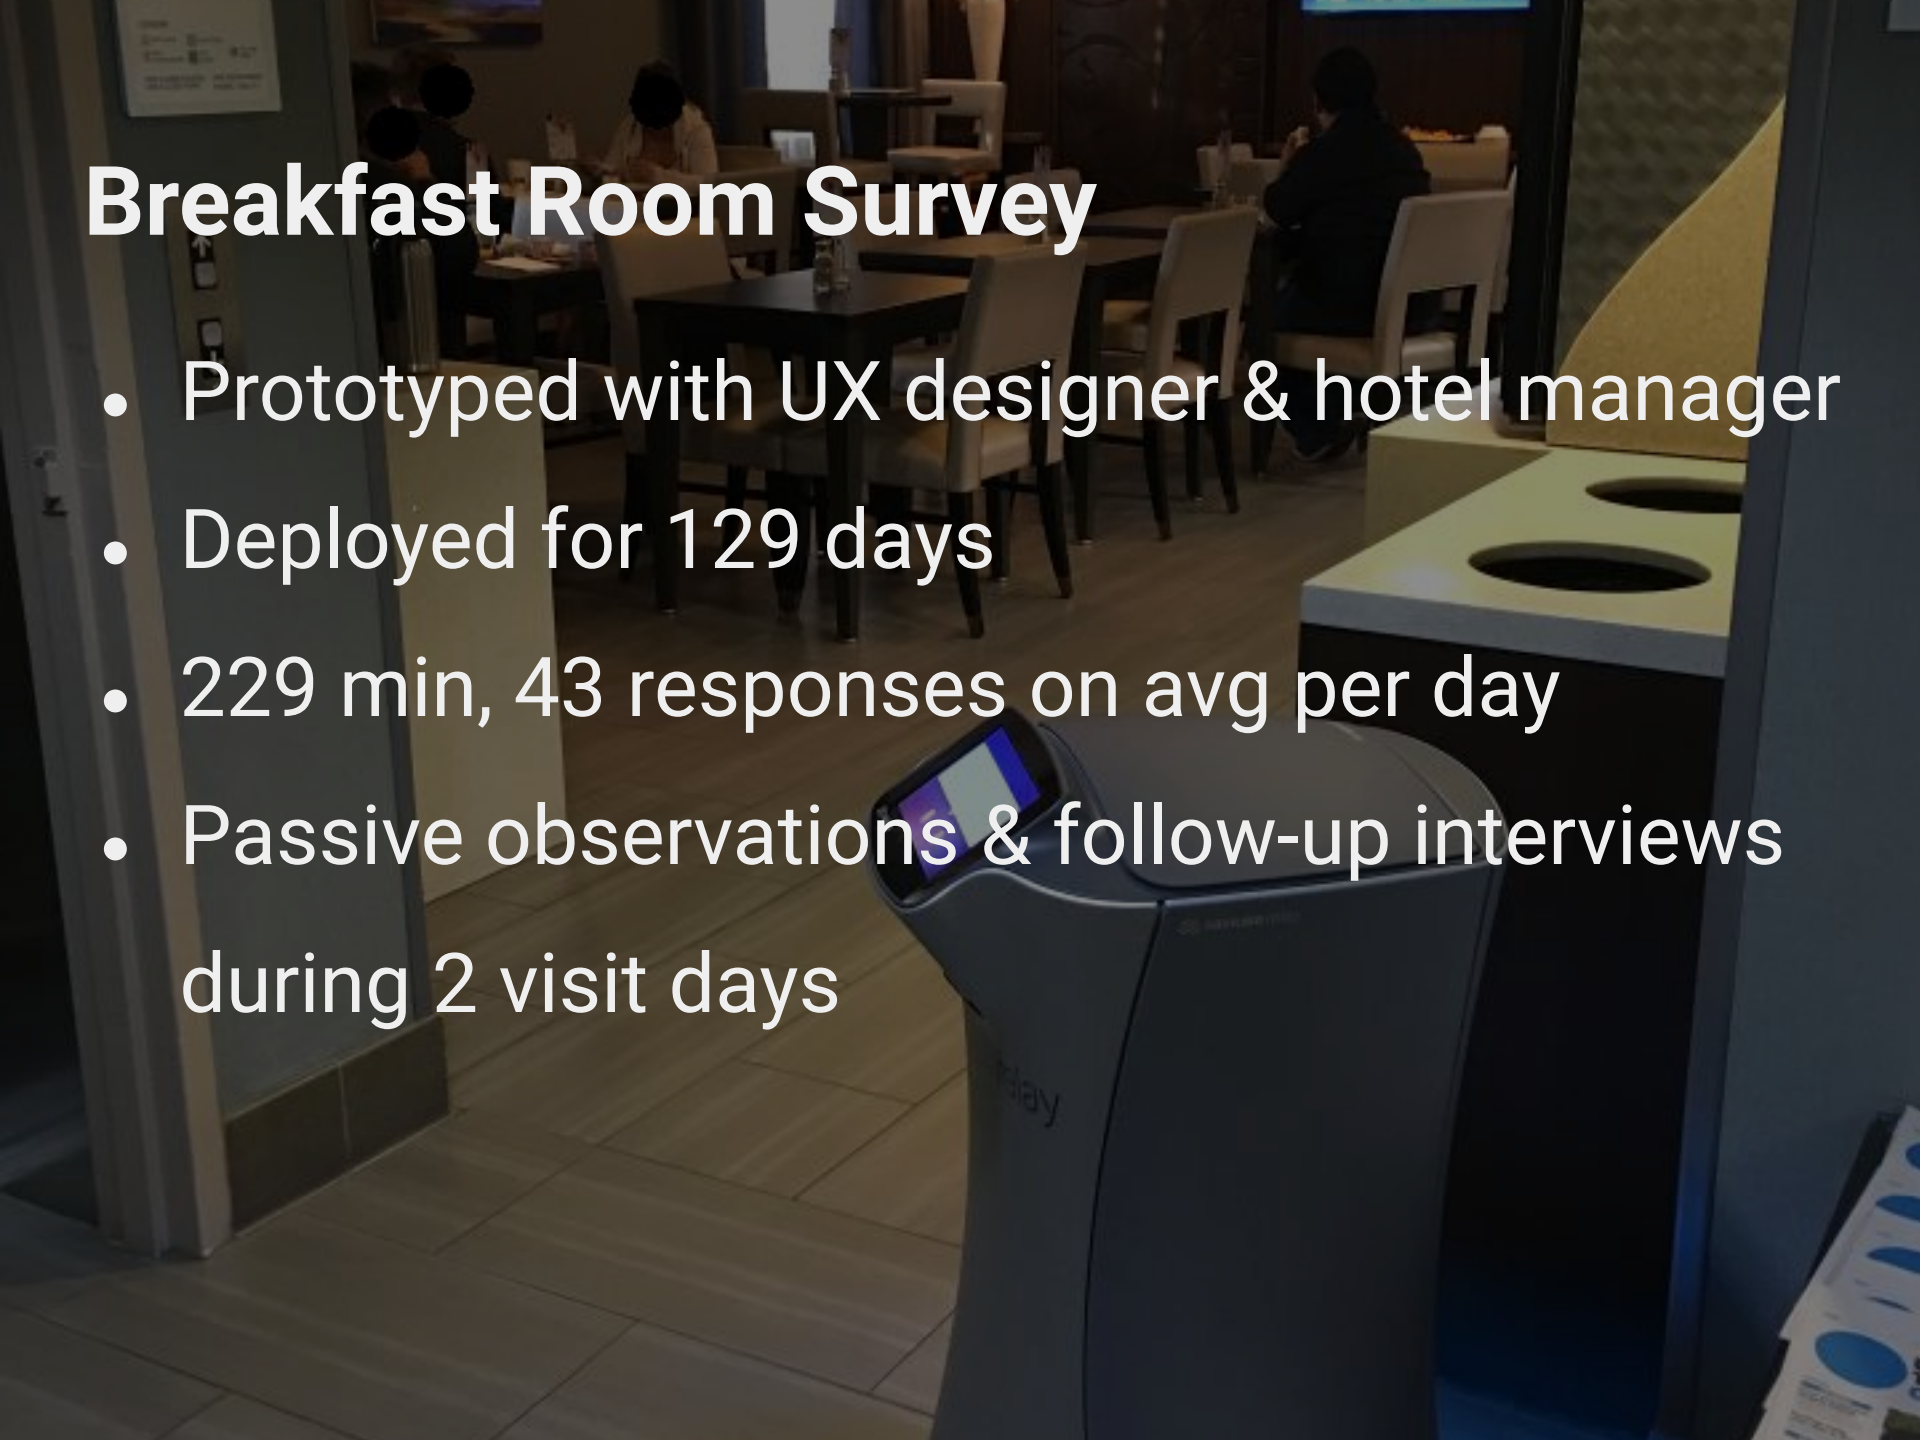 Breakfast Room Survey
• Prototyped with UX designer & hotel manager
• Deployed for 129 days
• 229 min, 43 responses on avg per day
• Passive observations & follow-up interviews
during 2 visit days
relay